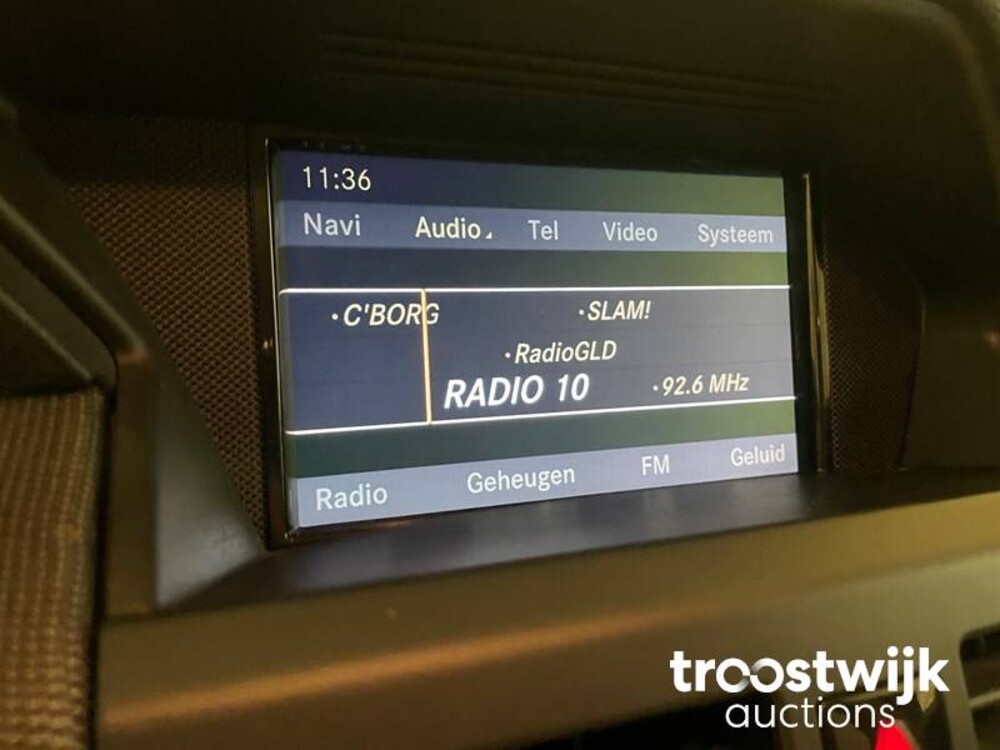 11:36
Navi Audio Tel Video Systeem
·C'BORG ·SLAM!
·RadioGLD
RADIO 10 ·92.6 MHz
Radio Geheugen FM Geluid
troostwijk
auctions